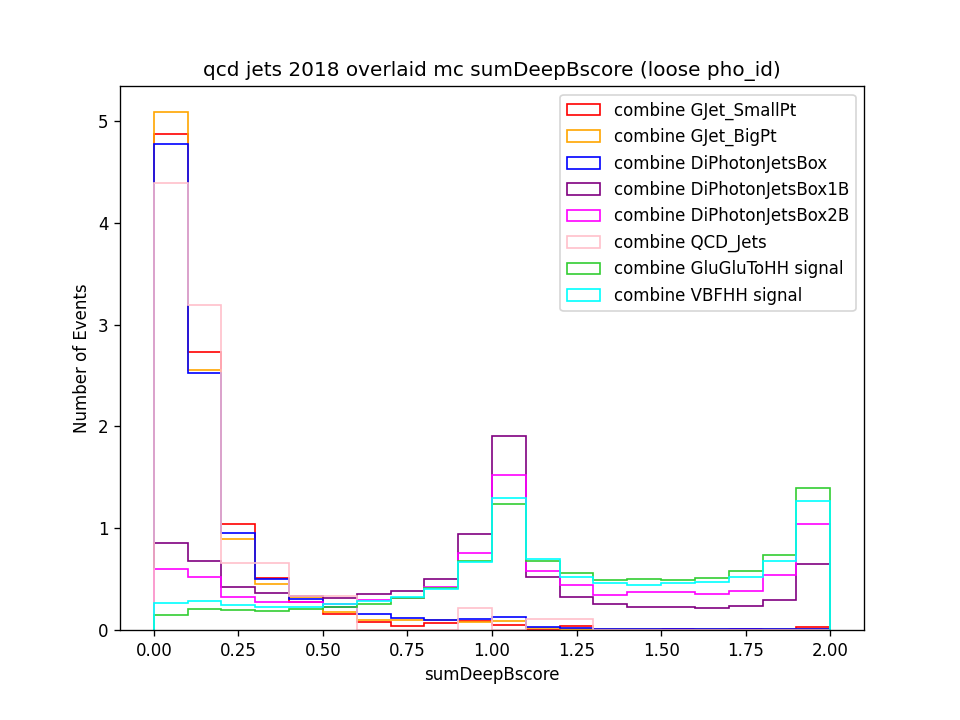 qcd jets 2018 overlaid mc sumDeepBscore (loose pho_id)
combine GJet_SmallPt
combine GJet_BigPt
combine DiPhotonJetsBox
combine DiPhotonJetsBox1B
combine DiPhotonJetsBox2B
combine QCD_Jets
combine GluGluToHH signal
combine VBFHH signal
Number of Events
5
4
3
2
1
0
0.00 0.25 0.50 0.75 1.00 1.25 1.50 1.75 2.00
sumDeepBscore